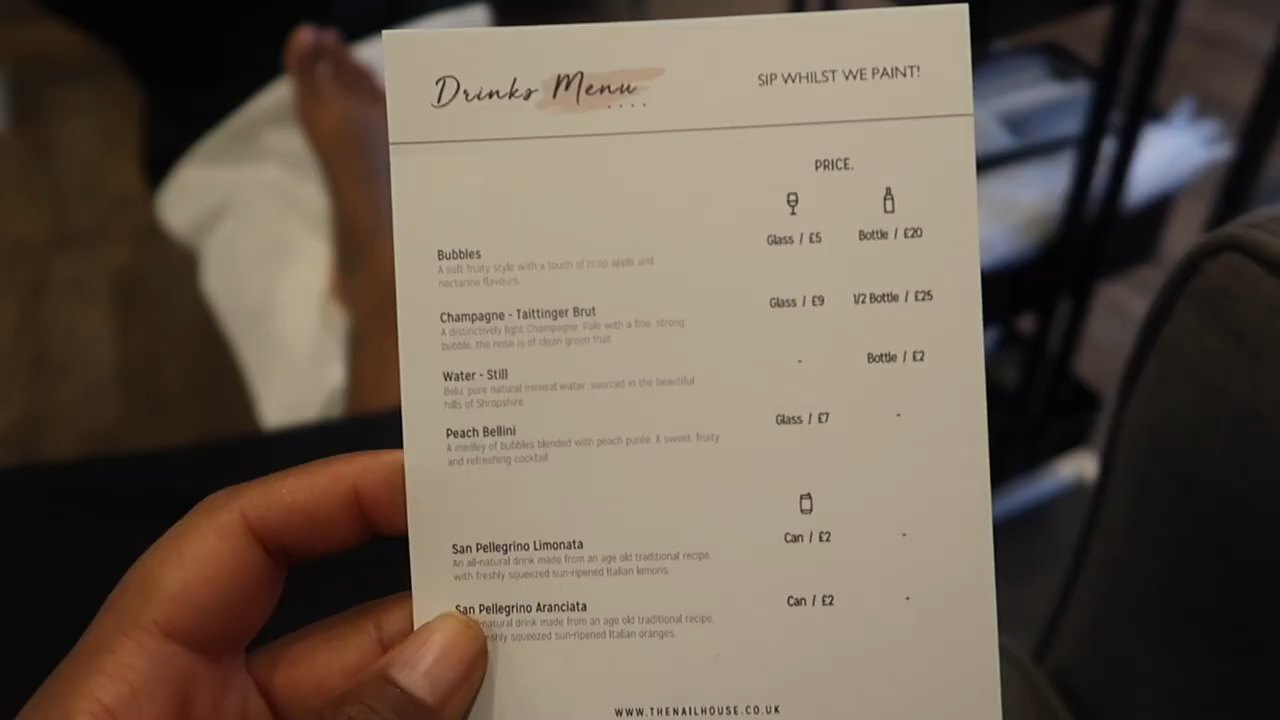 Drinks Menu
SIP WHILST WE PAINT!
PRICE.
Glass / £5 Bottle / £20
Bubbles
A soft fruity style with a touch of crisp apple and
nectarine flavours.
Glass / £9 1/2 Bottle / £25
Champagne - Taittinger Brut
A distinctively light Champagne. Pale with a fine, strong
bubble, the nose is of clean green fruit.
- Bottle / £2
Water - Still
Belu, pure natural mineral water, sourced in the beautiful
hills of Shropshire.
Glass / £7 -
Peach Bellini
A medley of bubbles blended with peach purée. A sweet, fruity
and refreshing cocktail.
Can / £2 -
San Pellegrino Limonata
An all-natural drink made from an age old traditional recipe,
with freshly squeezed sun-ripened Italian lemons.
Can / £2 -
San Pellegrino Aranciata
natural drink made from an age old traditional recipe,
squeezed sun-ripened Italian oranges.
WWW.THENAILHOUSE.CO.UK